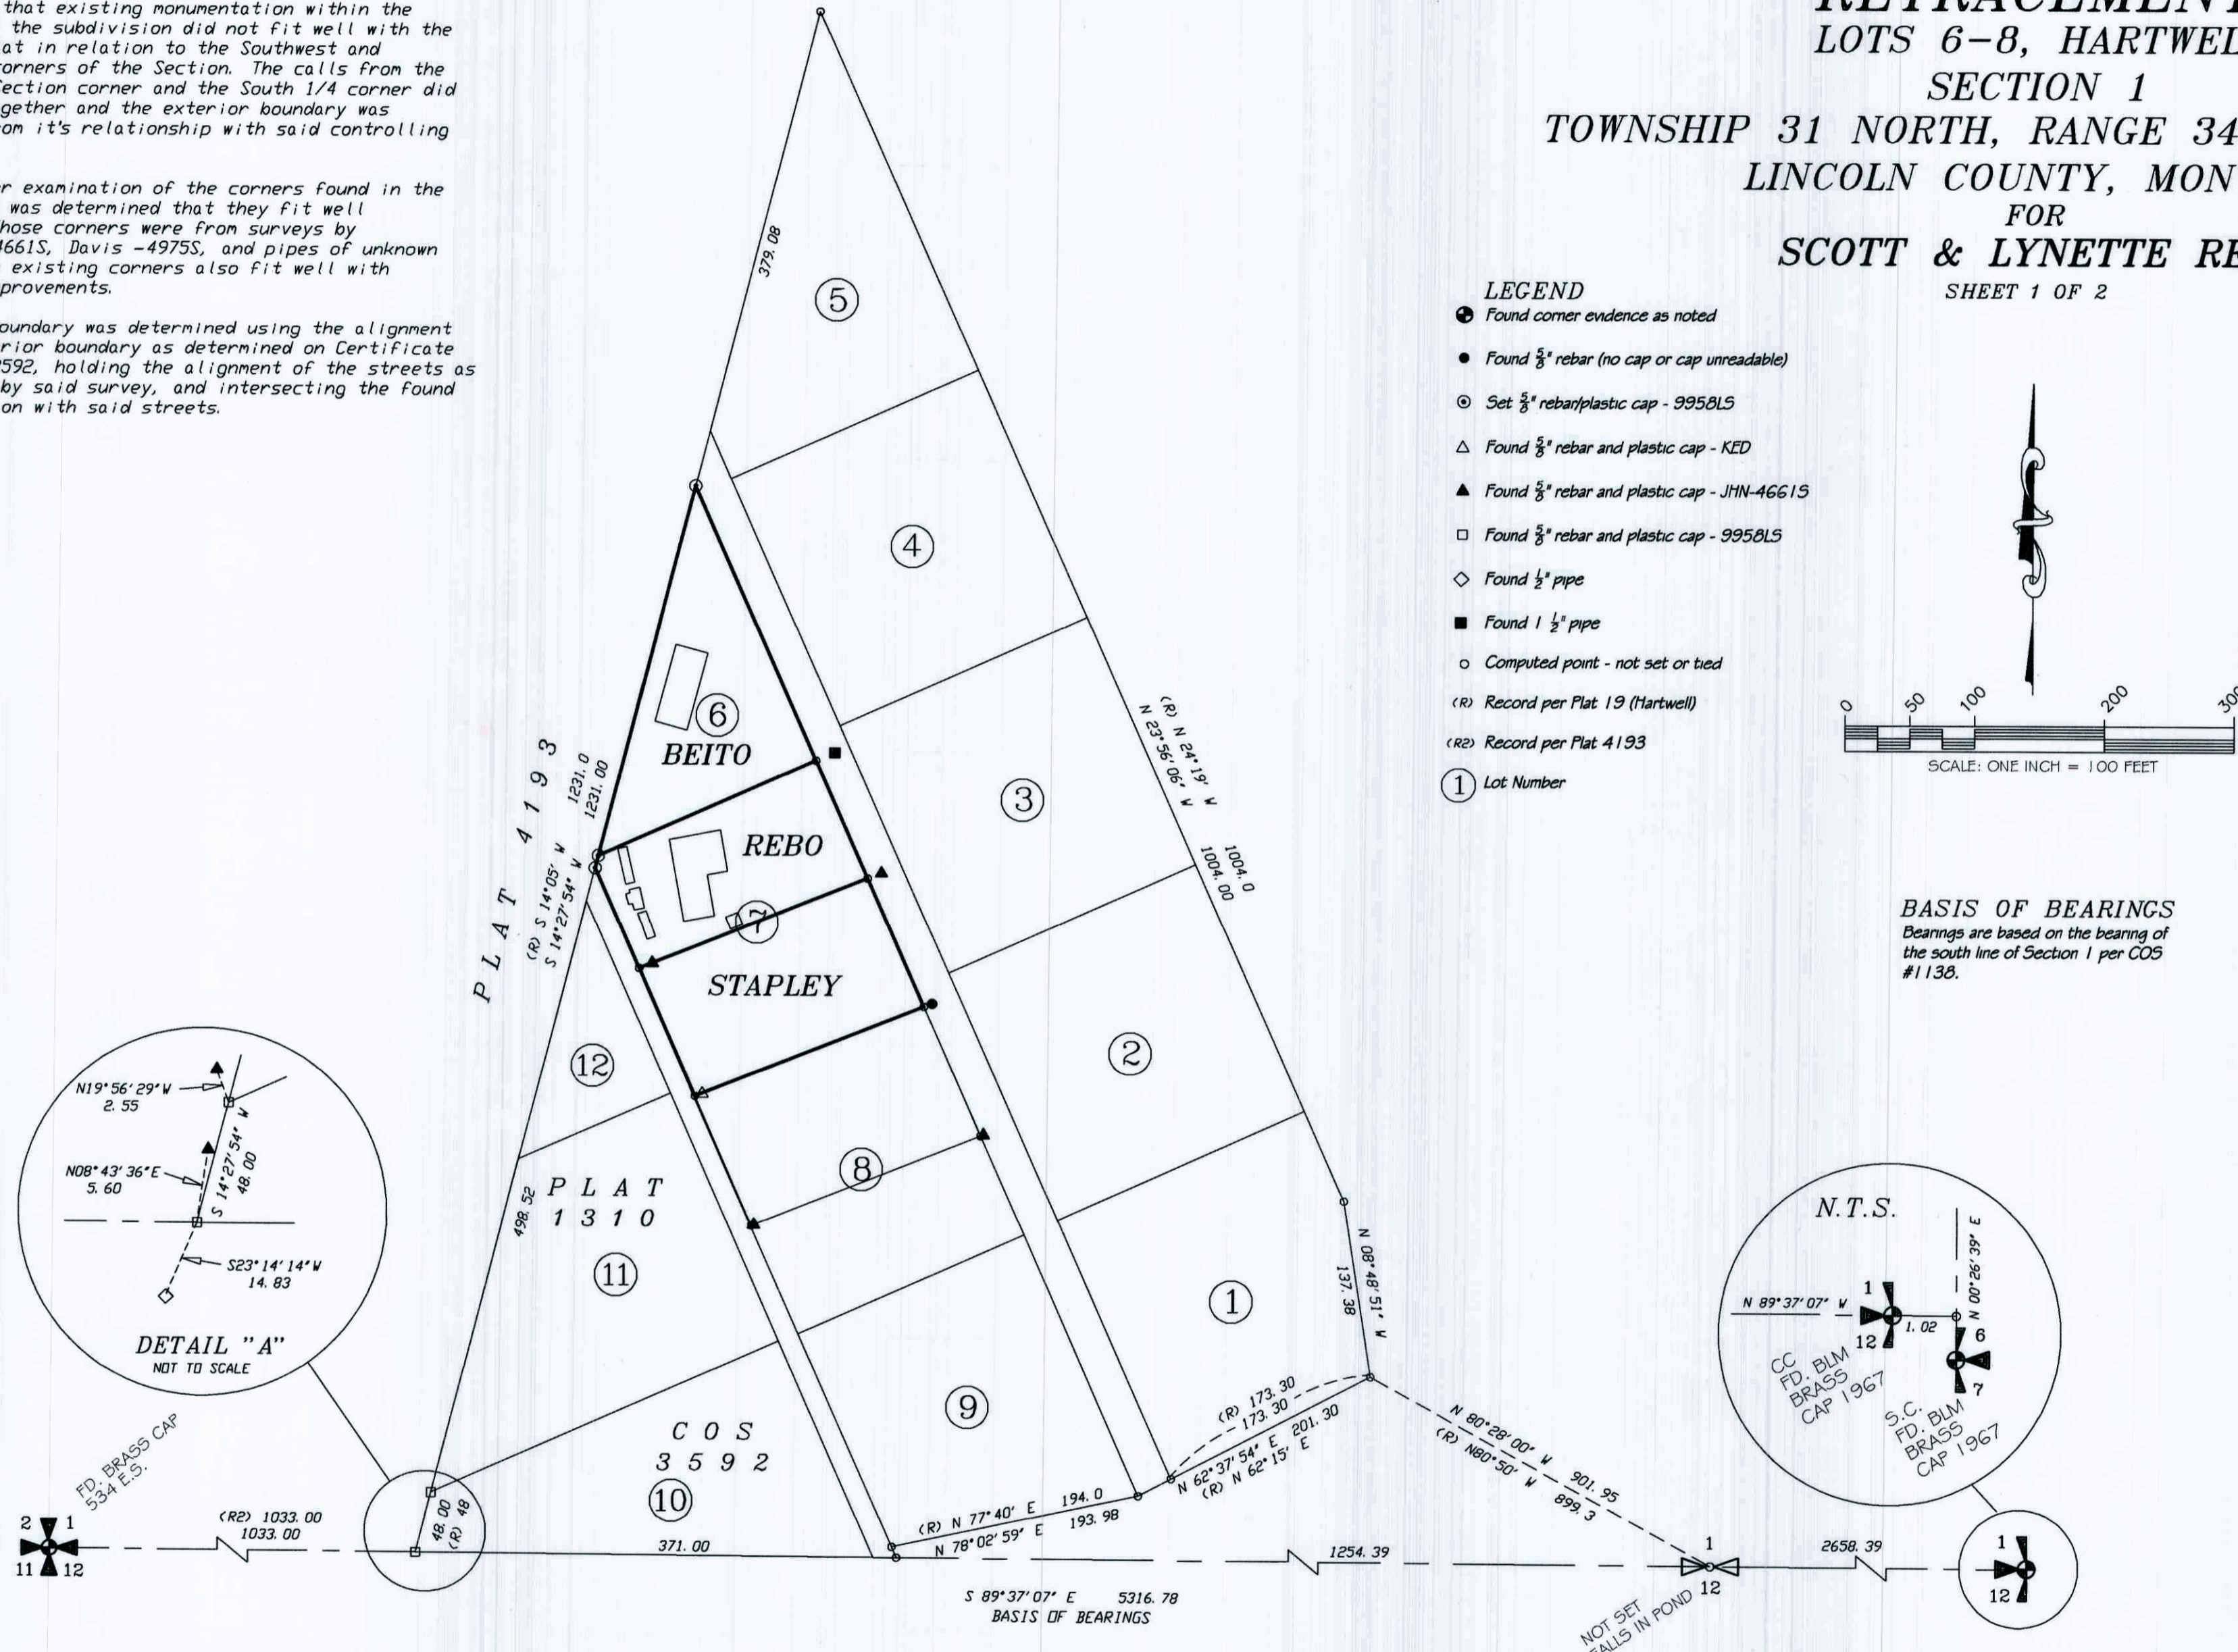 that existing monumentation within the
the subdivision did not fit well with the
at in relation to the Southwest and
corners of the Section. The calls from the
ection corner and the South 1/4 corner did
gether and the exterior boundary was
om it's relationship with said controlling
r examination of the corners found in the
was determined that they fit well
hose corners were from surveys by
4661S, Davis -4975S, and pipes of unknown
existing corners also fit well with
provements.
oundary was determined using the alignment
rior boundary as determined on Certificate
3592, holding the alignment of the streets as
by said survey, and intersecting the found
on with said streets.
RETRACEMENT
LOTS 6-8, HARTWEL
SECTION 1
TOWNSHIP 31 NORTH, RANGE 34
LINCOLN COUNTY, MON
FOR
SCOTT & LYNETTE RE
SHEET 1 OF 2
LEGEND
Found corner evidence as noted
Found 5/8" rebar (no cap or cap unreadable)
Set 5/8" rebar/plastic cap - 9958LS
Found 5/8" rebar and plastic cap - KED
Found 5/8" rebar and plastic cap - JHN-4661S
Found 5/8" rebar and plastic cap - 9958LS
Found 1/2" pipe
Found 1 1/2" pipe
Computed point - not set or tied
(R) Record per Plat 19 (Hartwell)
(R2) Record per Plat 4193
1 Lot Number
0 50 100 200 300
SCALE: ONE INCH = 100 FEET
BASIS OF BEARINGS
Bearings are based on the bearing of
the south line of Section 1 per COS
#1138.
379.08
5
4
6
BEITO
3
REBO
7
STAPLEY
2
12
8
11
1
9
10
PLAT 4193
(R) S 14°05' W 1231.0
S 14°27'54" W 1231.00
(R) N 24°19' W 1004.0
N 23°56'06" W 1004.00
PLAT
1310
498.52
COS
3592
N19°56'29"W
2.55
N08°43'36"E
5.60
S 14°27'54" W
48.00
S23°14'14"W
14.83
DETAIL "A"
NOT TO SCALE
FD. BRASS CAP
534 E.S.
2 1
11 12
(R2) 1033.00
1033.00
48.00
(R) 48
371.00
(R) N 77°40' E 194.0
N 78°02'59" E 193.98
(R) 173.30
173.30
N 62°37'54" E 201.30
(R) N 62°15' E
N 08°48'51" W
137.38
N 80°28'00" W 901.95
(R) N80°50' W 899.3
1254.39
S 89°37'07" E 5316.78
BASIS OF BEARINGS
1
12
NOT SET
FALLS IN POND
2658.39
1
12
N.T.S.
N 89°37'07" W
1
12
1.02
N 00°26'39" E
6
7
CC
FD. BLM
BRASS
CAP 1967
S.C.
FD. BLM
BRASS
CAP 1967